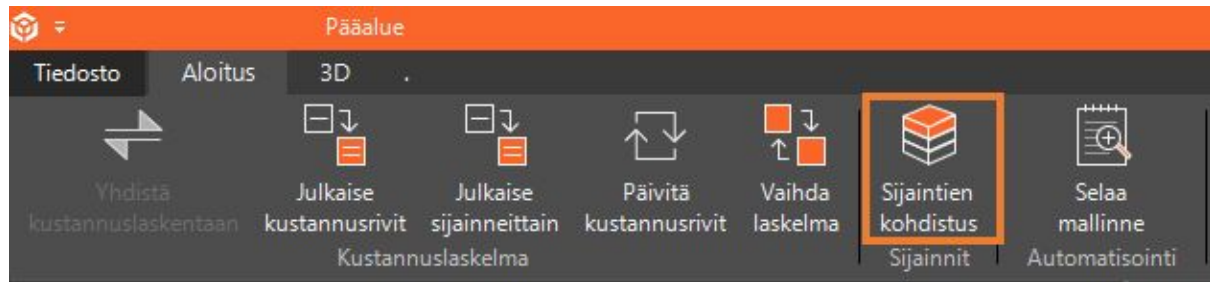 Pääalue
Tiedosto Aloitus 3D .
Yhdistä kustannuslaskentaan
Julkaise kustannusrivit
Julkaise sijainneittain
Päivitä kustannusrivit
Vaihda laskelma
Sijaintien kohdistus
Selaa mallinne
Kustannuslaskelma Sijainnit Automatisointi